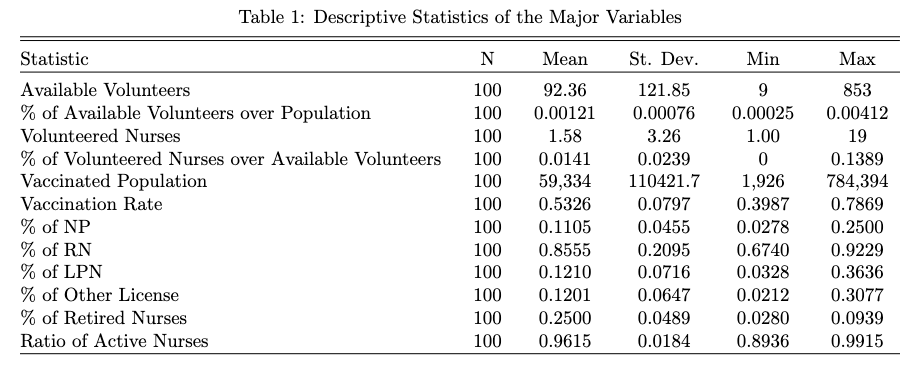 Table 1: Descriptive Statistics of the Major Variables
Statistic N Mean St. Dev. Min Max
Available Volunteers 100 92.36 121.85 9 853
% of Available Volunteers over Population 100 0.00121 0.00076 0.00025 0.00412
Volunteered Nurses 100 1.58 3.26 1.00 19
% of Volunteered Nurses over Available Volunteers 100 0.0141 0.0239 0 0.1389
Vaccinated Population 100 59,334 110421.7 1,926 784,394
Vaccination Rate 100 0.5326 0.0797 0.3987 0.7869
% of NP 100 0.1105 0.0455 0.0278 0.2500
% of RN 100 0.8555 0.2095 0.6740 0.9229
% of LPN 100 0.1210 0.0716 0.0328 0.3636
% of Other License 100 0.1201 0.0647 0.0212 0.3077
% of Retired Nurses 100 0.2500 0.0489 0.0280 0.0939
Ratio of Active Nurses 100 0.9615 0.0184 0.8936 0.9915